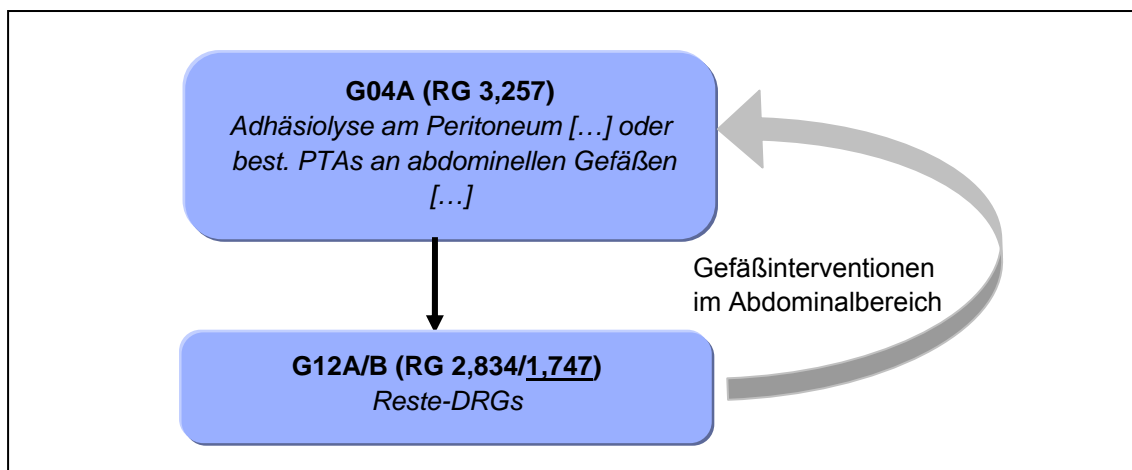 G04A (RG 3,257)
Adhäsiolyse am Peritoneum […] oder
best. PTAs an abdominellen Gefäßen
[…]
Gefäßinterventionen
im Abdominalbereich
G12A/B (RG 2,834/1,747)
Reste-DRGs